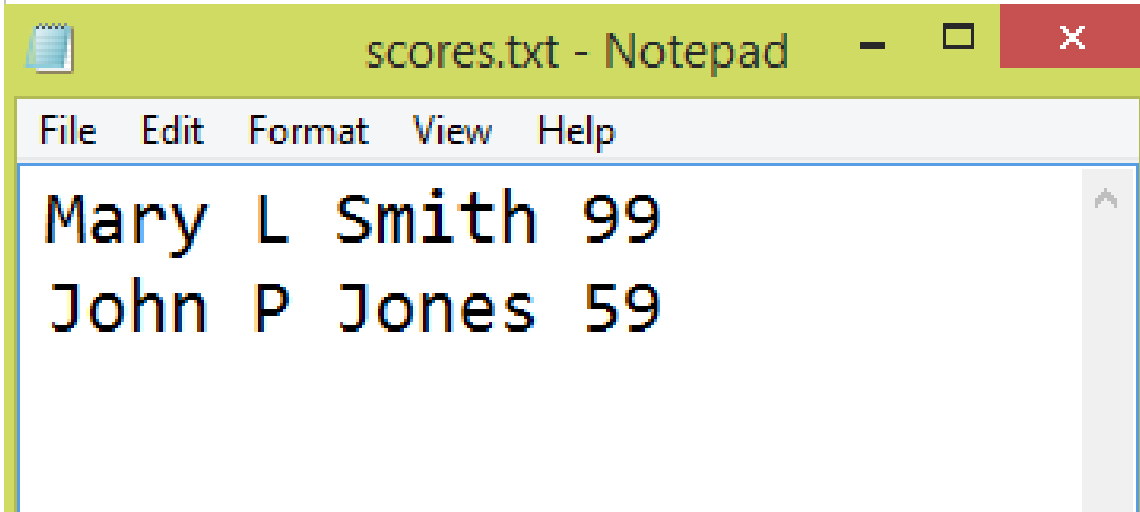 scores.txt - Notepad
File Edit Format View Help
Mary L Smith 99
John P Jones 59